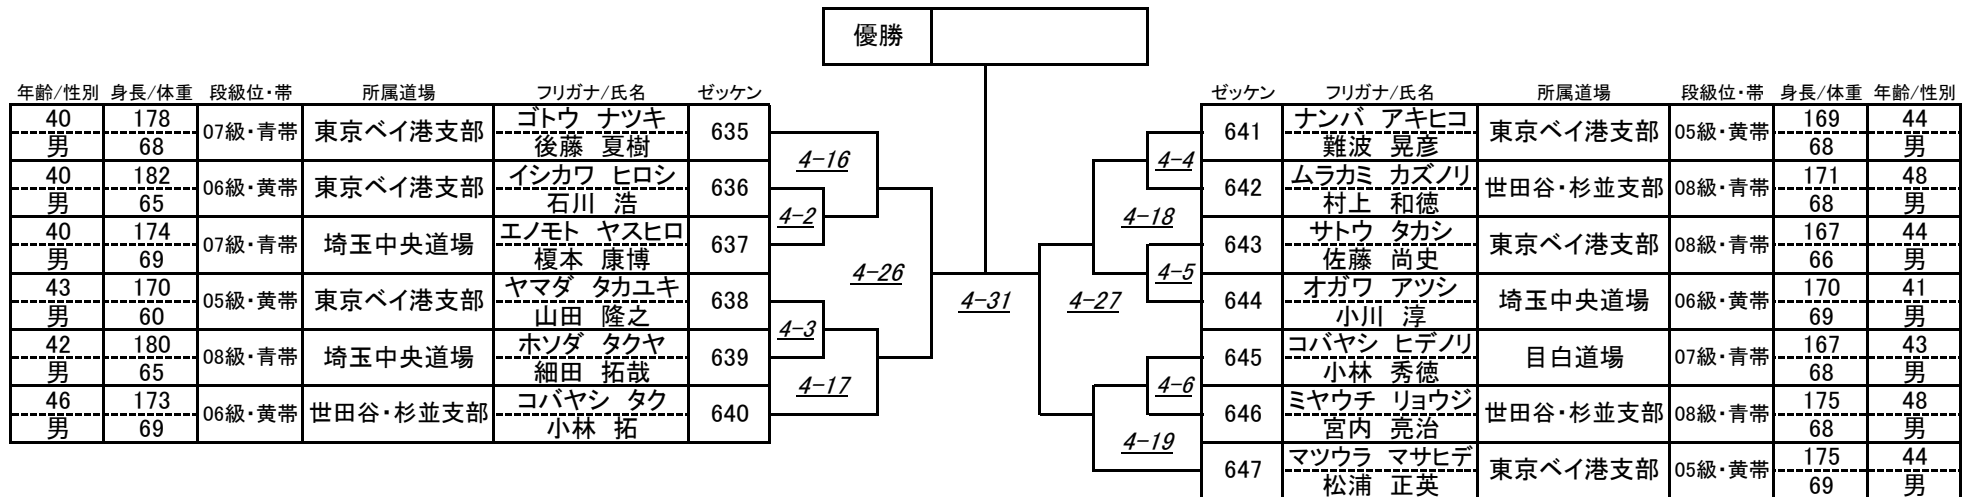 優勝
年齢/性別 身長/体重 段級位・帯 所属道場 フリガナ/氏名 ゼッケン
40 178 07級・青帯 東京ベイ港支部 ゴトウ ナツキ 635
男 68 後藤 夏樹
40 182 06級・黄帯 東京ベイ港支部 イシカワ ヒロシ 636
男 65 石川 浩
40 174 07級・青帯 埼玉中央道場 エノモト ヤスヒロ 637
男 69 榎本 康博
43 170 05級・黄帯 東京ベイ港支部 ヤマダ タカユキ 638
男 60 山田 隆之
42 180 08級・青帯 埼玉中央道場 ホソダ タクヤ 639
男 65 細田 拓哉
46 173 06級・黄帯 世田谷・杉並支部 コバヤシ タク 640
男 69 小林 拓
4-16
4-2
4-26
4-3
4-17
4-31
4-27
4-4
4-18
4-5
4-6
4-19
ゼッケン フリガナ/氏名 所属道場 段級位・帯 身長/体重 年齢/性別
641 ナンバ アキヒコ 東京ベイ港支部 05級・黄帯 169 44
難波 晃彦 68 男
642 ムラカミ カズノリ 世田谷・杉並支部 08級・青帯 171 48
村上 和徳 68 男
643 サトウ タカシ 東京ベイ港支部 08級・青帯 167 44
佐藤 尚史 66 男
644 オガワ アツシ 埼玉中央道場 06級・黄帯 170 41
小川 淳 69 男
645 コバヤシ ヒデノリ 目白道場 07級・青帯 167 43
小林 秀徳 68 男
646 ミヤウチ リョウジ 世田谷・杉並支部 08級・青帯 175 48
宮内 亮治 68 男
647 マツウラ マサヒデ 東京ベイ港支部 05級・黄帯 175 44
松浦 正英 69 男